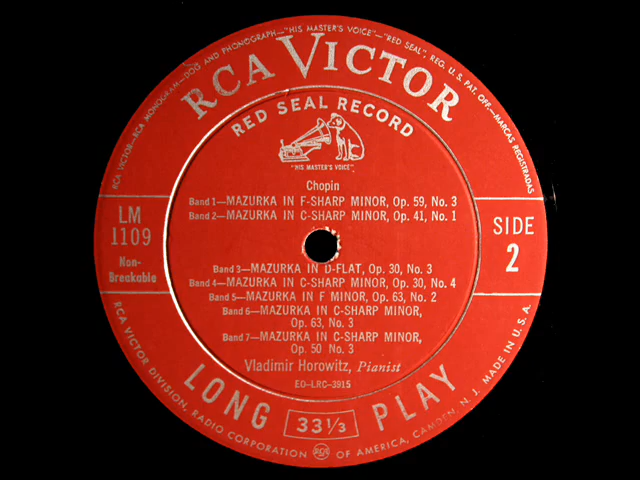 RCA VICTOR—RCA MONOGRAM—DOG AND PHONOGRAPH—"HIS MASTER'S VOICE"—"RED SEAL", REG. U.S. PAT. OFF.—MARCAS REGISTRADAS
RCA VICTOR
RED SEAL RECORD
"HIS MASTER'S VOICE"
Chopin
Band 1—MAZURKA IN F-SHARP MINOR, Op. 59, No. 3
Band 2—MAZURKA IN C-SHARP MINOR, Op. 41, No. 1
LM
1109
Non-
Breakable
SIDE
2
Band 3—MAZURKA IN D-FLAT, Op. 30, No. 3
Band 4—MAZURKA IN C-SHARP MINOR, Op. 30, No. 4
Band 5—MAZURKA IN F MINOR, Op. 63, No. 2
Band 6—MAZURKA IN C-SHARP MINOR,
Op. 63, No. 3
Band 7—MAZURKA IN C-SHARP MINOR,
Op. 50 No. 3
Vladimir Horowitz, Pianist
EO-LRC-3915
LONG 33 1/3 PLAY
RCA VICTOR DIVISION, RADIO CORPORATION RCA OF AMERICA, CAMDEN, N.J. MADE IN U.S.A.